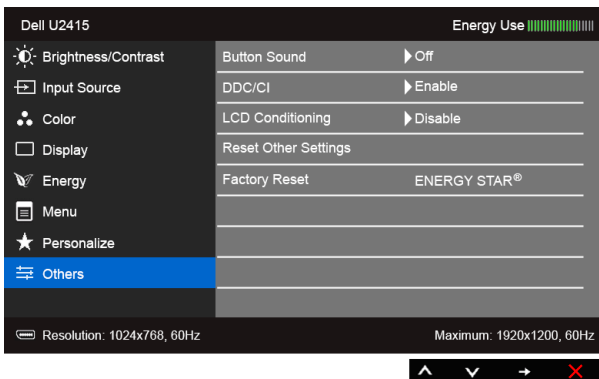 Dell U2415 Energy Use
Brightness/Contrast Button Sound Off
Input Source DDC/CI Enable
Color LCD Conditioning Disable
Display Reset Other Settings
Energy Factory Reset ENERGY STAR®
Menu
Personalize
Others
Resolution: 1024x768, 60Hz Maximum: 1920x1200, 60Hz